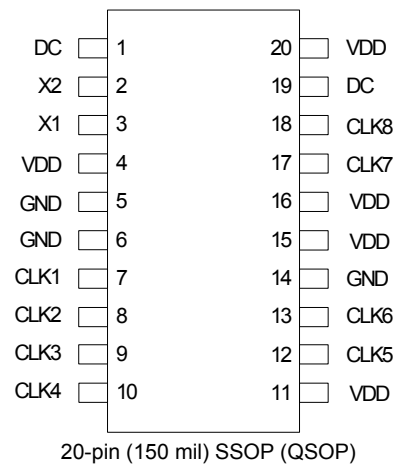 DC 1 20 VDD
X2 2 19 DC
X1 3 18 CLK8
VDD 4 17 CLK7
GND 5 16 VDD
GND 6 15 VDD
CLK1 7 14 GND
CLK2 8 13 CLK6
CLK3 9 12 CLK5
CLK4 10 11 VDD
20-pin (150 mil) SSOP (QSOP)